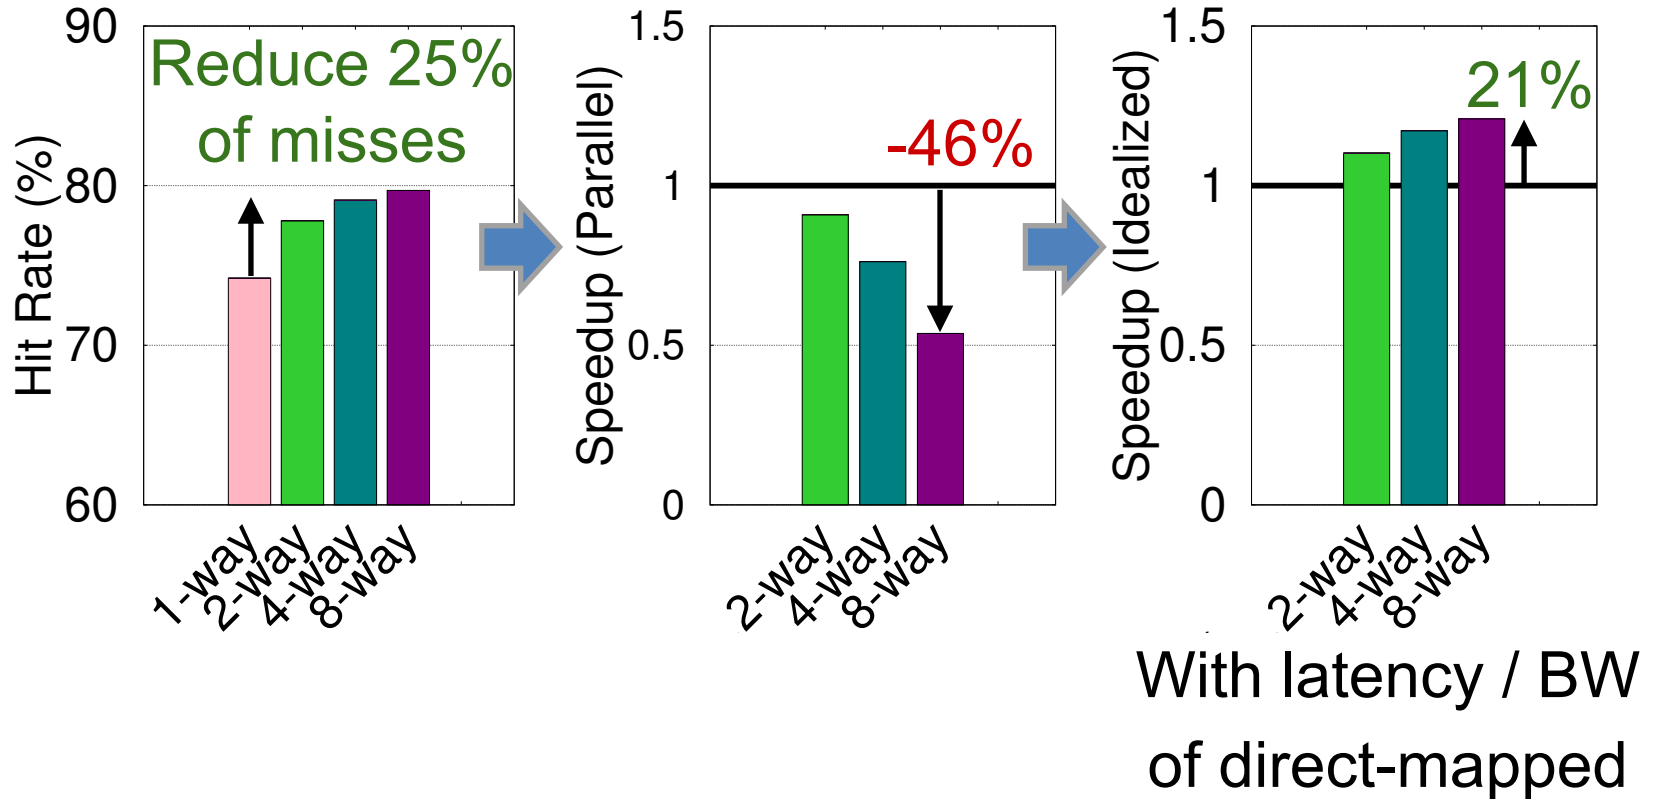 Hit Rate (%)
90
80
70
60
Reduce 25%
of misses
1-way
2-way
4-way
8-way
Speedup (Parallel)
1.5
1
0.5
0
-46%
2-way
4-way
8-way
Speedup (Idealized)
1.5
1
0.5
0
21%
2-way
4-way
8-way
With latency / BW
of direct-mapped